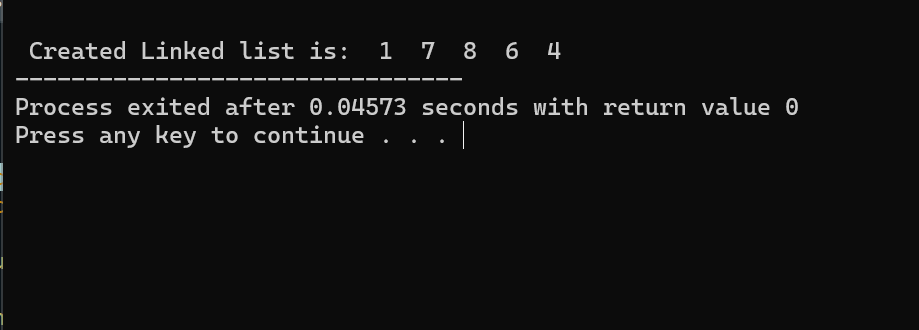 Created Linked list is:  1  7  8  6  4
--------------------------------
Process exited after 0.04573 seconds with return value 0
Press any key to continue . . .